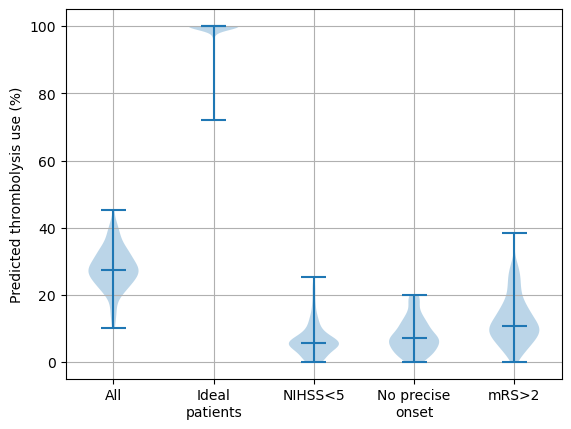 Predicted thrombolysis use (%)
100
80
60
40
20
0
All
Ideal
patients
NIHSS<5
No precise
onset
mRS>2